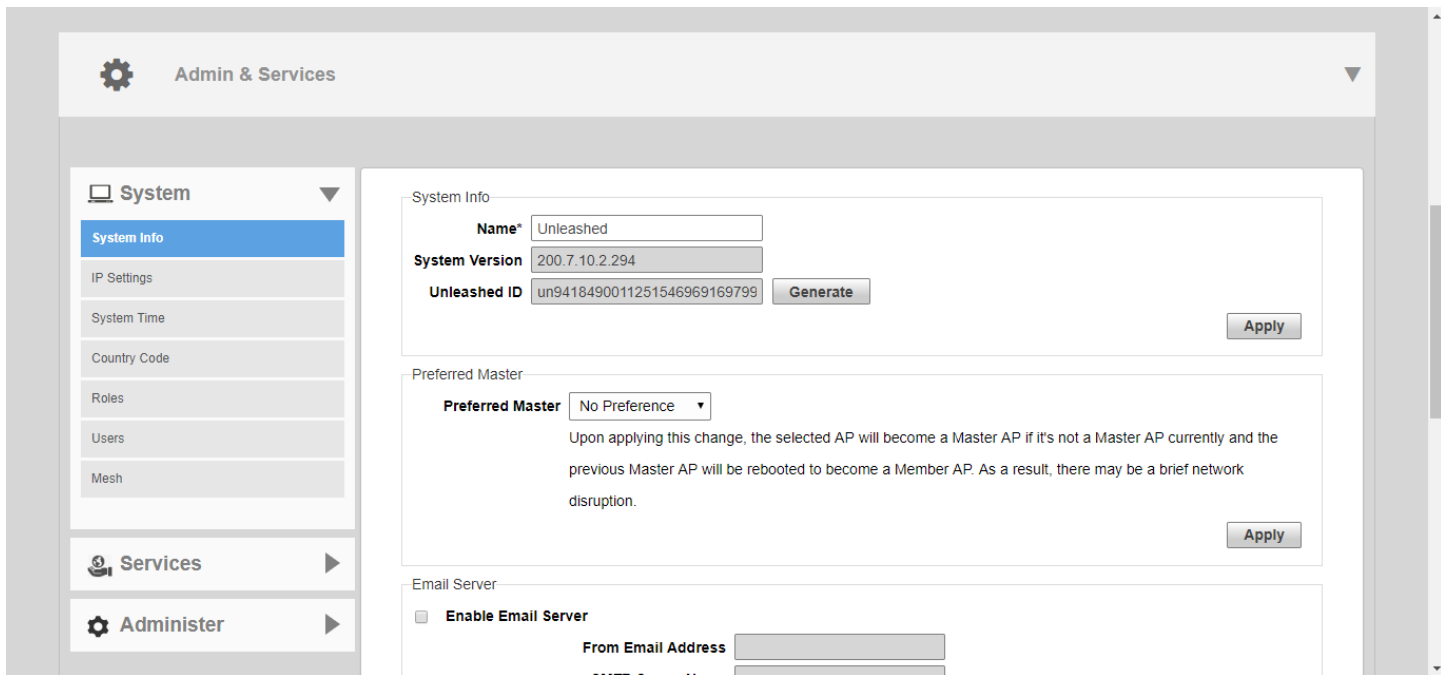 Admin & Services
System
System Info
IP Settings
System Time
Country Code
Roles
Users
Mesh
Services
Administer
System Info
Name* Unleashed
System Version 200.7.10.2.294
Unleashed ID un9418490011251546969169799 Generate
Apply
Preferred Master
Preferred Master No Preference
Upon applying this change, the selected AP will become a Master AP if it's not a Master AP currently and the
previous Master AP will be rebooted to become a Member AP. As a result, there may be a brief network
disruption.
Apply
Email Server
Enable Email Server
From Email Address